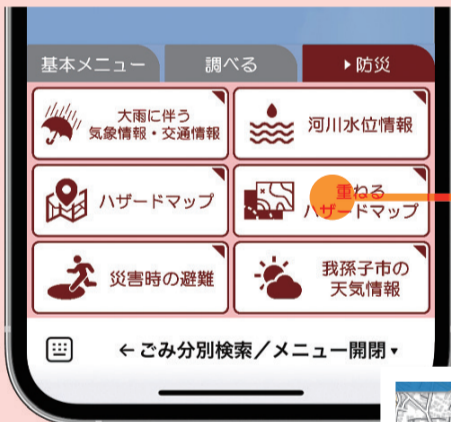 基本メニュー
調べる
▶防災
大雨に伴う
気象情報・交通情報
河川水位情報
ハザードマップ
重ねる
ハザードマップ
災害時の避難
我孫子市の
天気情報
←ごみ分別検索／メニュー開閉▼